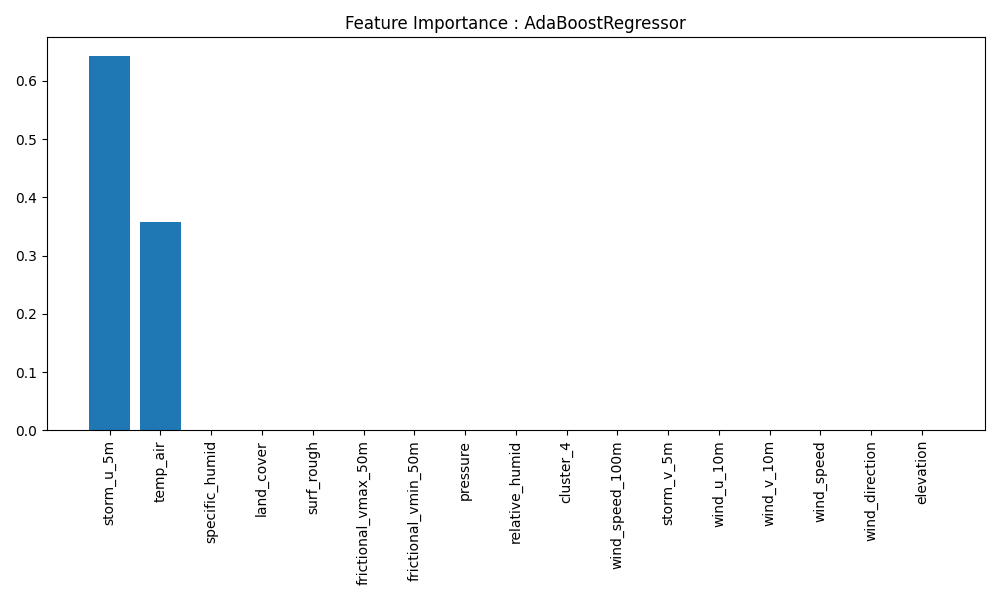 Feature Importance : AdaBoostRegressor
0.6
0.5
0.4
0.3
0.2
0.1
0.0
storm_u_5m
temp_air
specific_humid
land_cover
surf_rough
frictional_vmax_50m
frictional_vmin_50m
pressure
relative_humid
cluster_4
wind_speed_100m
storm_v_5m
wind_u_10m
wind_v_10m
wind_speed
wind_direction
elevation